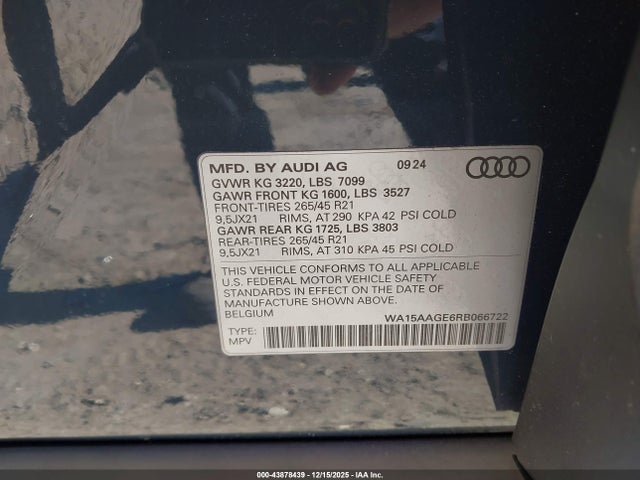 MFD. BY AUDI AG 09 24
GVWR KG 3220, LBS 7099
GAWR FRONT KG 1600, LBS 3527
FRONT-TIRES 265/45 R21
9,5JX21 RIMS, AT 290 KPA 42 PSI COLD
GAWR REAR KG 1725, LBS 3803
REAR-TIRES 265/45 R21
9,5JX21 RIMS, AT 310 KPA 45 PSI COLD
THIS VEHICLE CONFORMS TO ALL APPLICABLE
U.S. FEDERAL MOTOR VEHICLE SAFETY
STANDARDS IN EFFECT ON THE DATE OF
MANUFACTURE SHOWN ABOVE.
BELGIUM WA15AAGE6RB066722
TYPE:
MPV
000-43878439 - 12/15/2025 - IAA Inc.